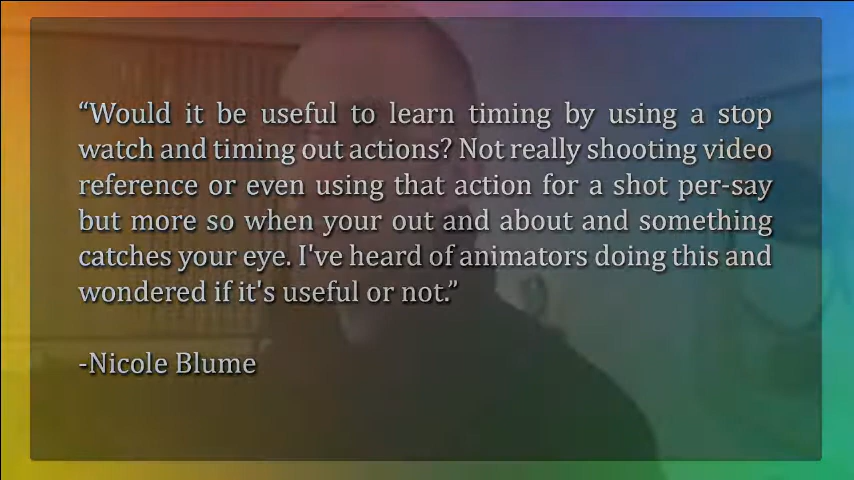 “Would it be useful to learn timing by using a stop
watch and timing out actions? Not really shooting video
reference or even using that action for a shot per-say
but more so when your out and about and something
catches your eye. I've heard of animators doing this and
wondered if it's useful or not.”
-Nicole Blume